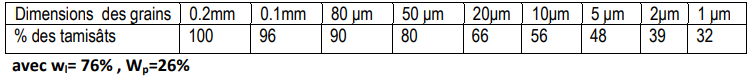 Dimensions des grains 0.2mm 0.1mm 80 µm 50 µm 20µm 10µm 5 µm 2µm 1 µm
% des tamisâts 100 96 90 80 66 56 48 39 32
avec wl= 76% , Wp=26%